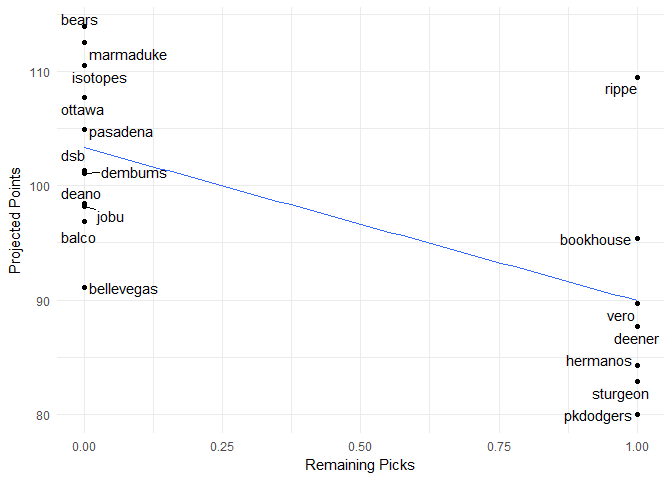 bears
marmaduke
110
isotopes
rippe
ottawa
pasadena
dsb
dembums
100
deano
jobu
balco
bookhouse
bellevegas
90
vero
deener
hermanos
sturgeon
80
pkdodgers
Projected Points
0.00 0.25 0.50 0.75 1.00
Remaining Picks